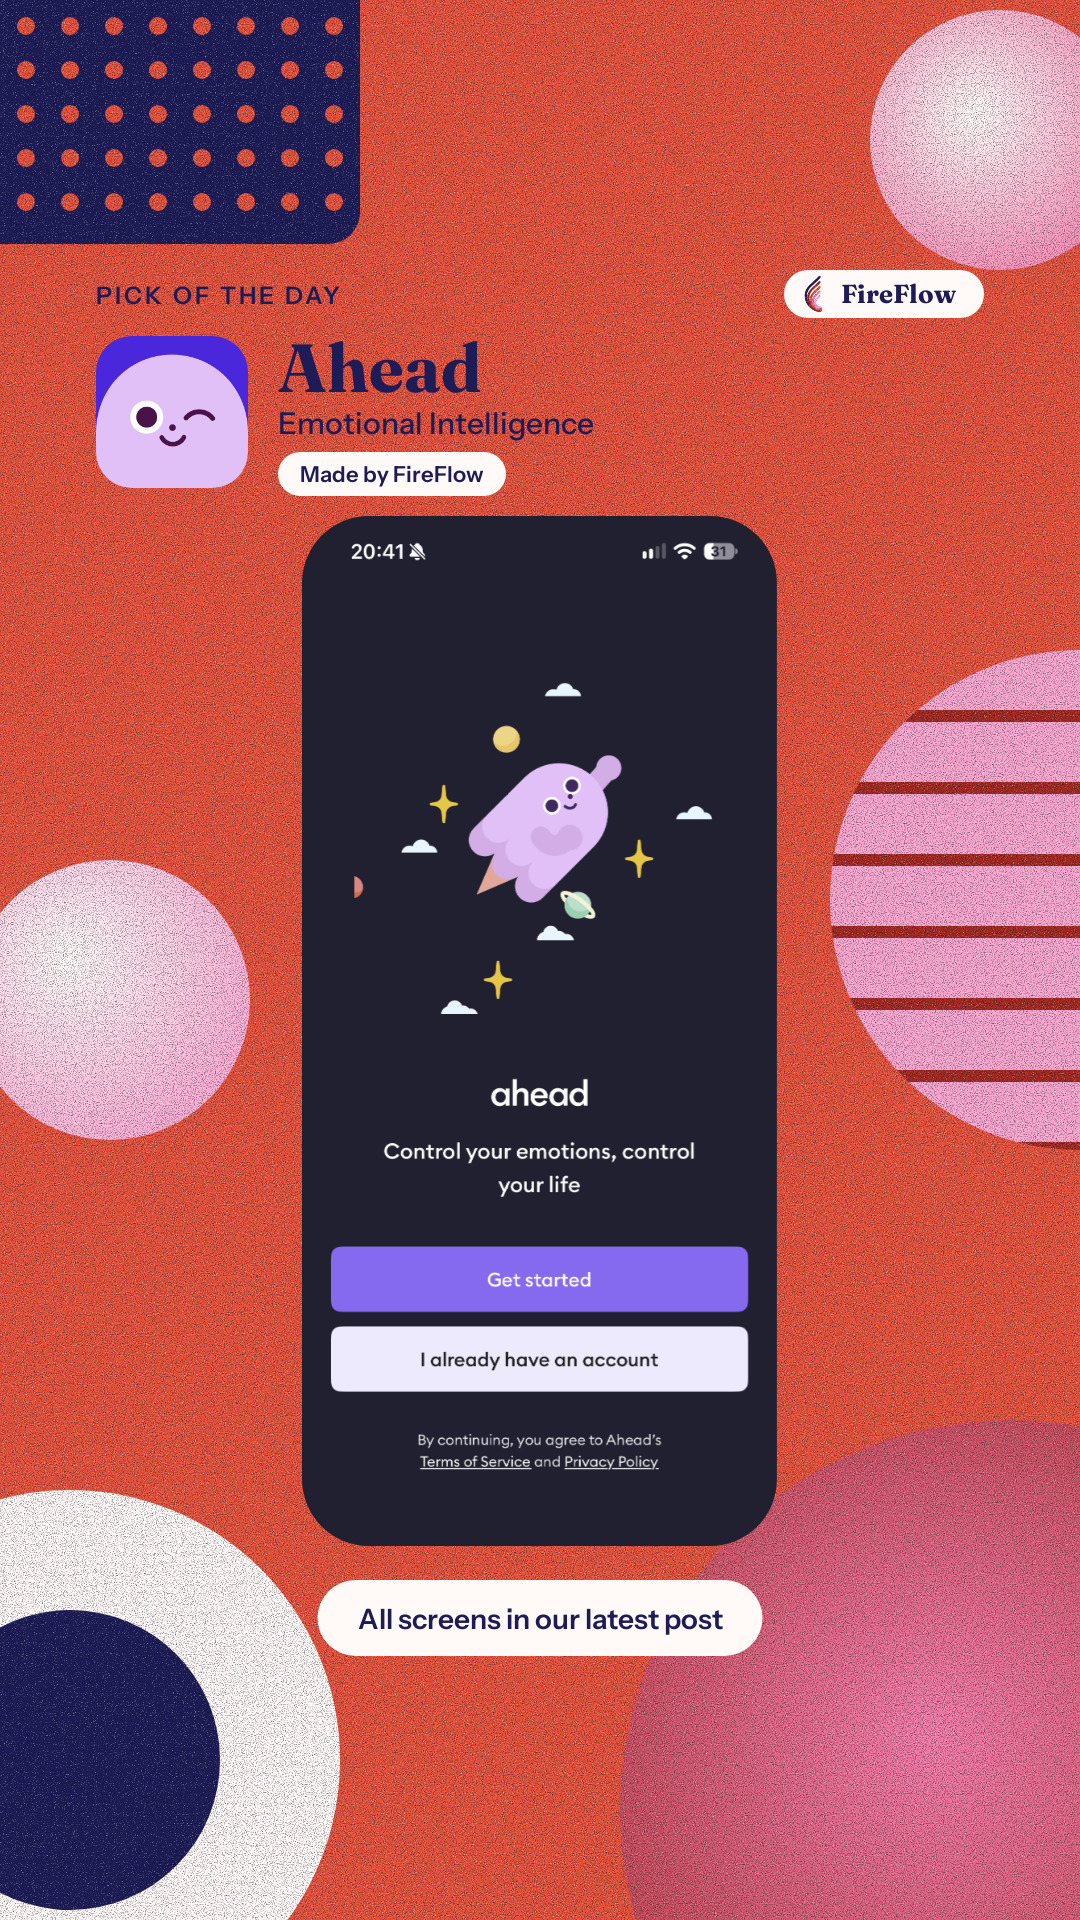 PICK OF THE DAY
FireFlow
Ahead
Emotional Intelligence
Made by FireFlow
20:41
31
ahead
Control your emotions, control
your life
Get started
I already have an account
By continuing, you agree to Ahead's
Terms of Service and Privacy Policy
All screens in our latest post